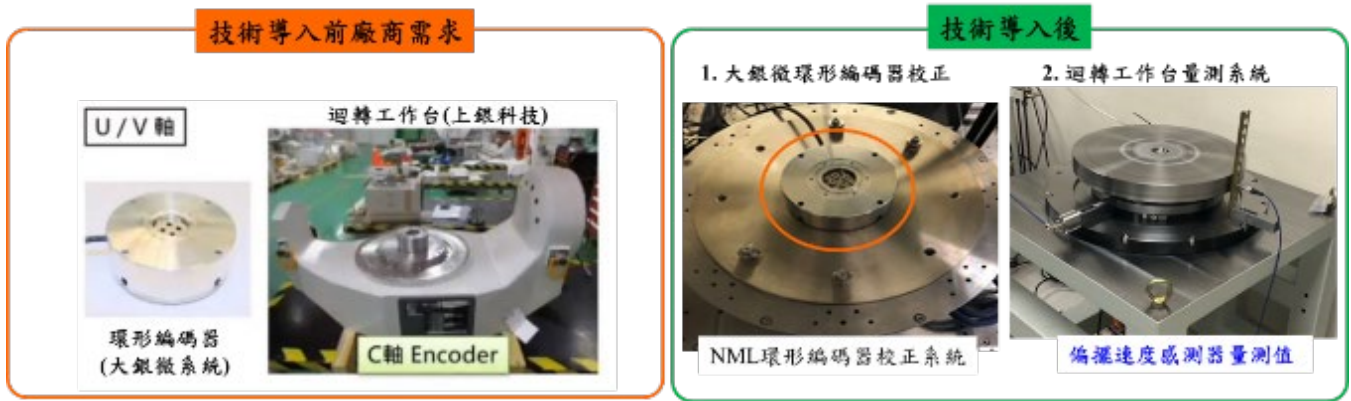 技術導入前廠商需求
U / V 軸
迴轉工作台(上銀科技)
環形編碼器
(大銀微系統)
C軸 Encoder
技術導入後
1. 大銀微環形編碼器校正
2. 迴轉工作台量測系統
NML環形編碼器校正系統
偏擺速度感測器量測值